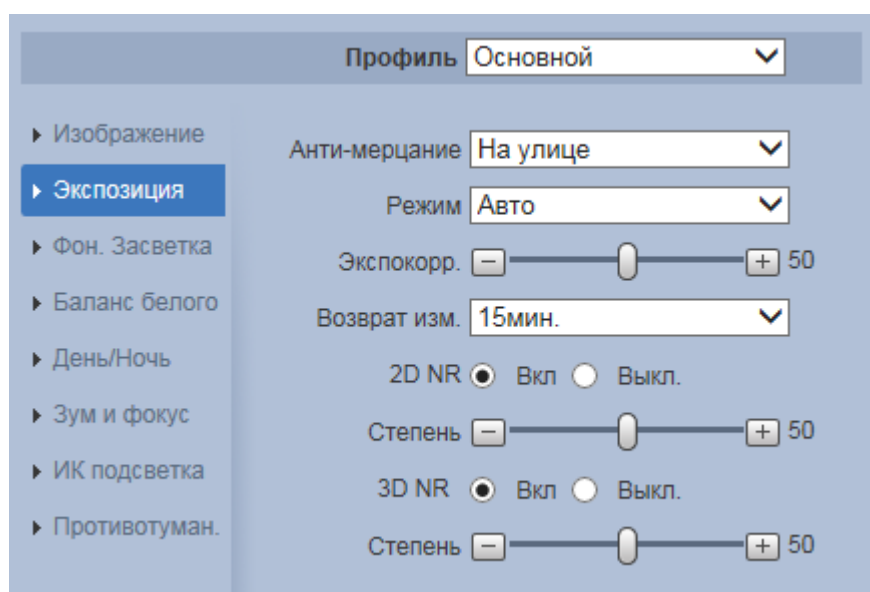 Профиль Основной
Изображение
Экспозиция
Фон. Засветка
Баланс белого
День/Ночь
Зум и фокус
ИК подсветка
Противотуман.
Анти-мерцание На улице
Режим Авто
Экспокорр. 50
Возврат изм. 15мин.
2D NR Вкл Выкл.
Степень 50
3D NR Вкл Выкл.
Степень 50